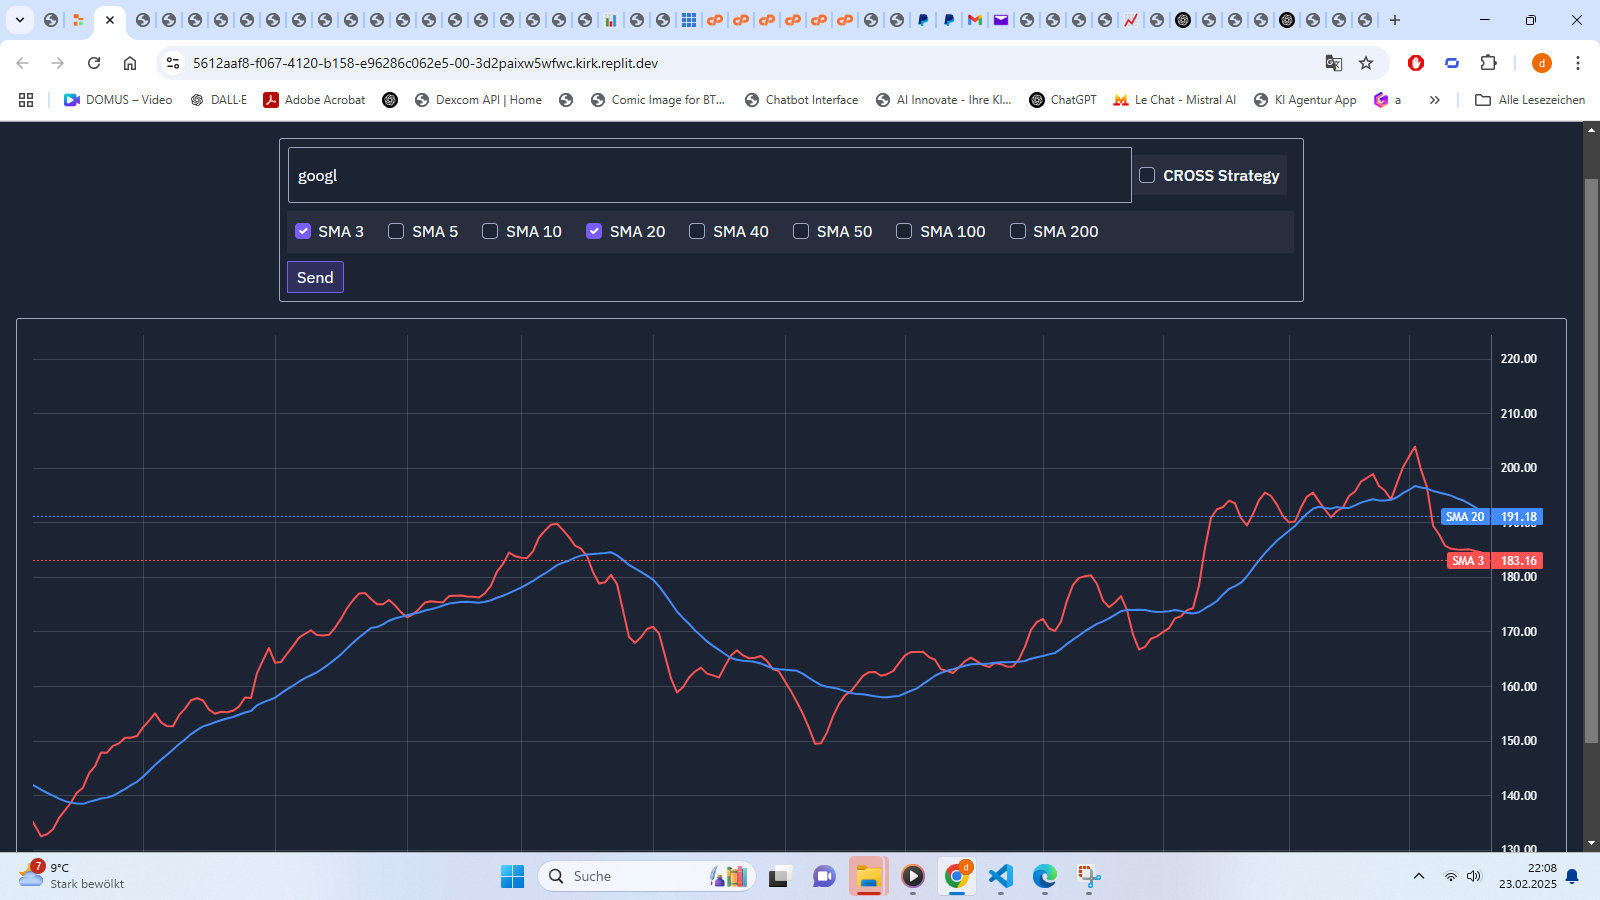 5612aaf8-f067-4120-b158-e96286c062e5-00-3d2paixw5wfwc.kirk.replit.dev
d
DOMUS – Video
DALL·E
Adobe Acrobat
Dexcom API | Home
Comic Image for BT...
Chatbot Interface
AI Innovate - Ihre KI...
ChatGPT
Le Chat - Mistral AI
KI Agentur App
a
Alle Lesezeichen
googl
CROSS Strategy
SMA 3 SMA 5 SMA 10 SMA 20 SMA 40 SMA 50 SMA 100 SMA 200
Send
220.00
210.00
200.00
SMA 20 191.18
SMA 3 183.16
180.00
170.00
160.00
150.00
140.00
130.00
7
9°C
Stark bewölkt
Suche
d
22:08
23.02.2025